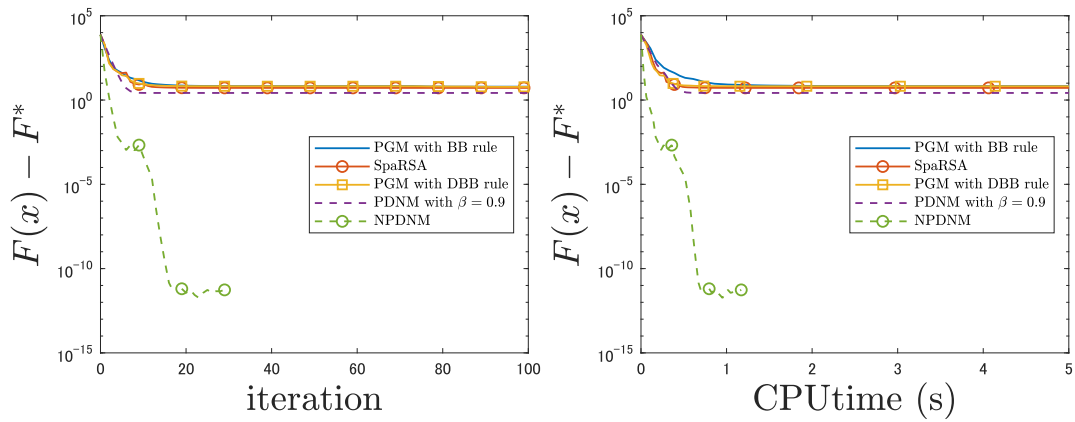 10^5
10^0
10^-5
10^-10
10^-15
F(x) − F*
0 20 40 60 80 100
iteration
PGM with BB rule
SpaRSA
PGM with DBB rule
PDNM with β = 0.9
NPDNM
10^5
10^0
10^-5
10^-10
10^-15
F(x) − F*
0 1 2 3 4 5
CPUtime (s)
PGM with BB rule
SpaRSA
PGM with DBB rule
PDNM with β = 0.9
NPDNM